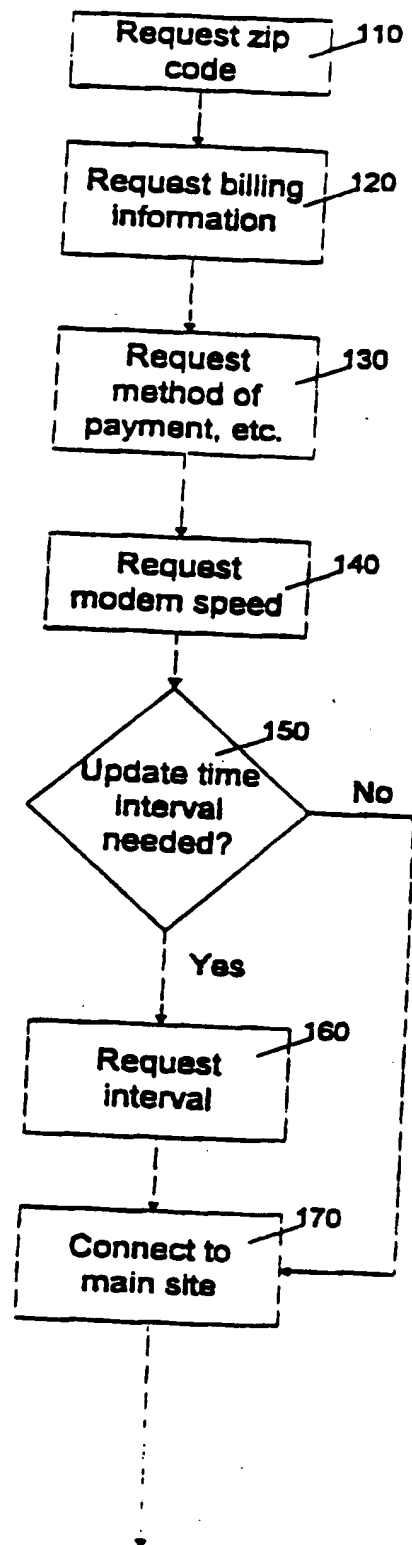 Request zip
code
110
Request billing
information
120
Request
method of
payment, etc.
130
Request
modem speed
140
150
Update time
interval
needed?
No
Yes
160
Request
interval
170
Connect to
main site